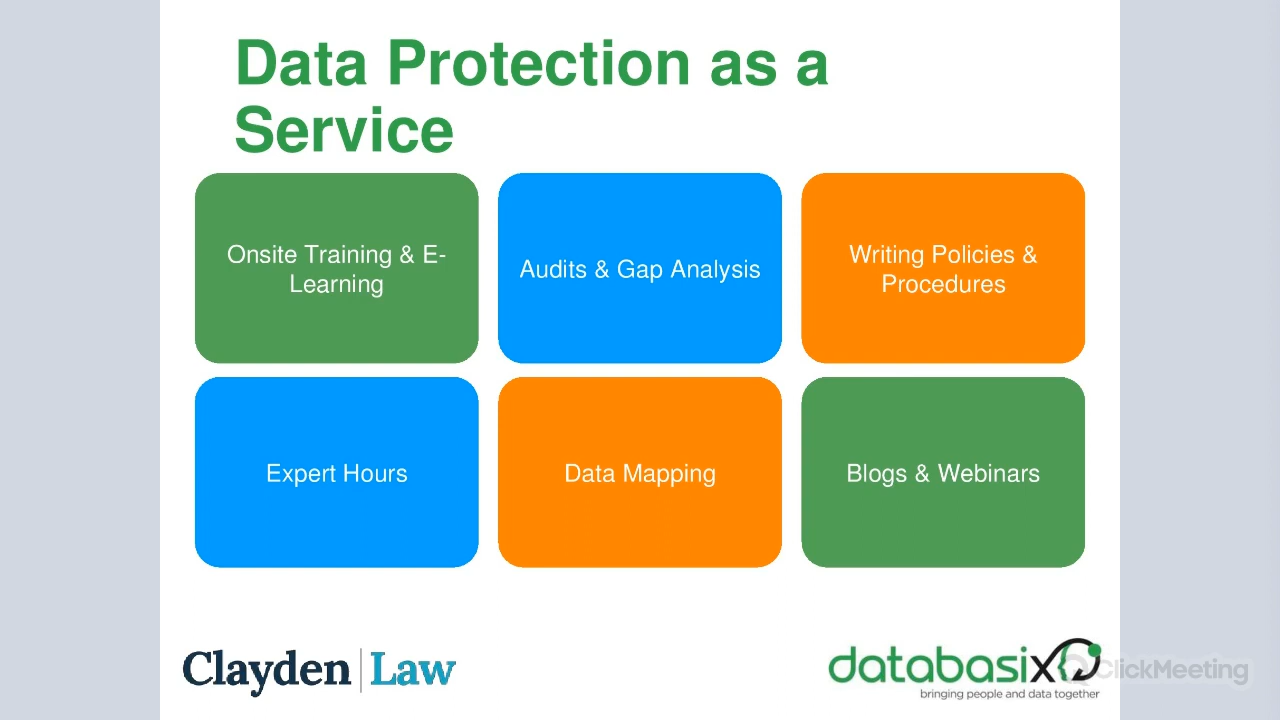 Data Protection as a
Service
Onsite Training & E-
Learning
Audits & Gap Analysis
Writing Policies &
Procedures
Expert Hours
Data Mapping
Blogs & Webinars
Clayden Law
databasix
bringing people and data together
ClickMeeting